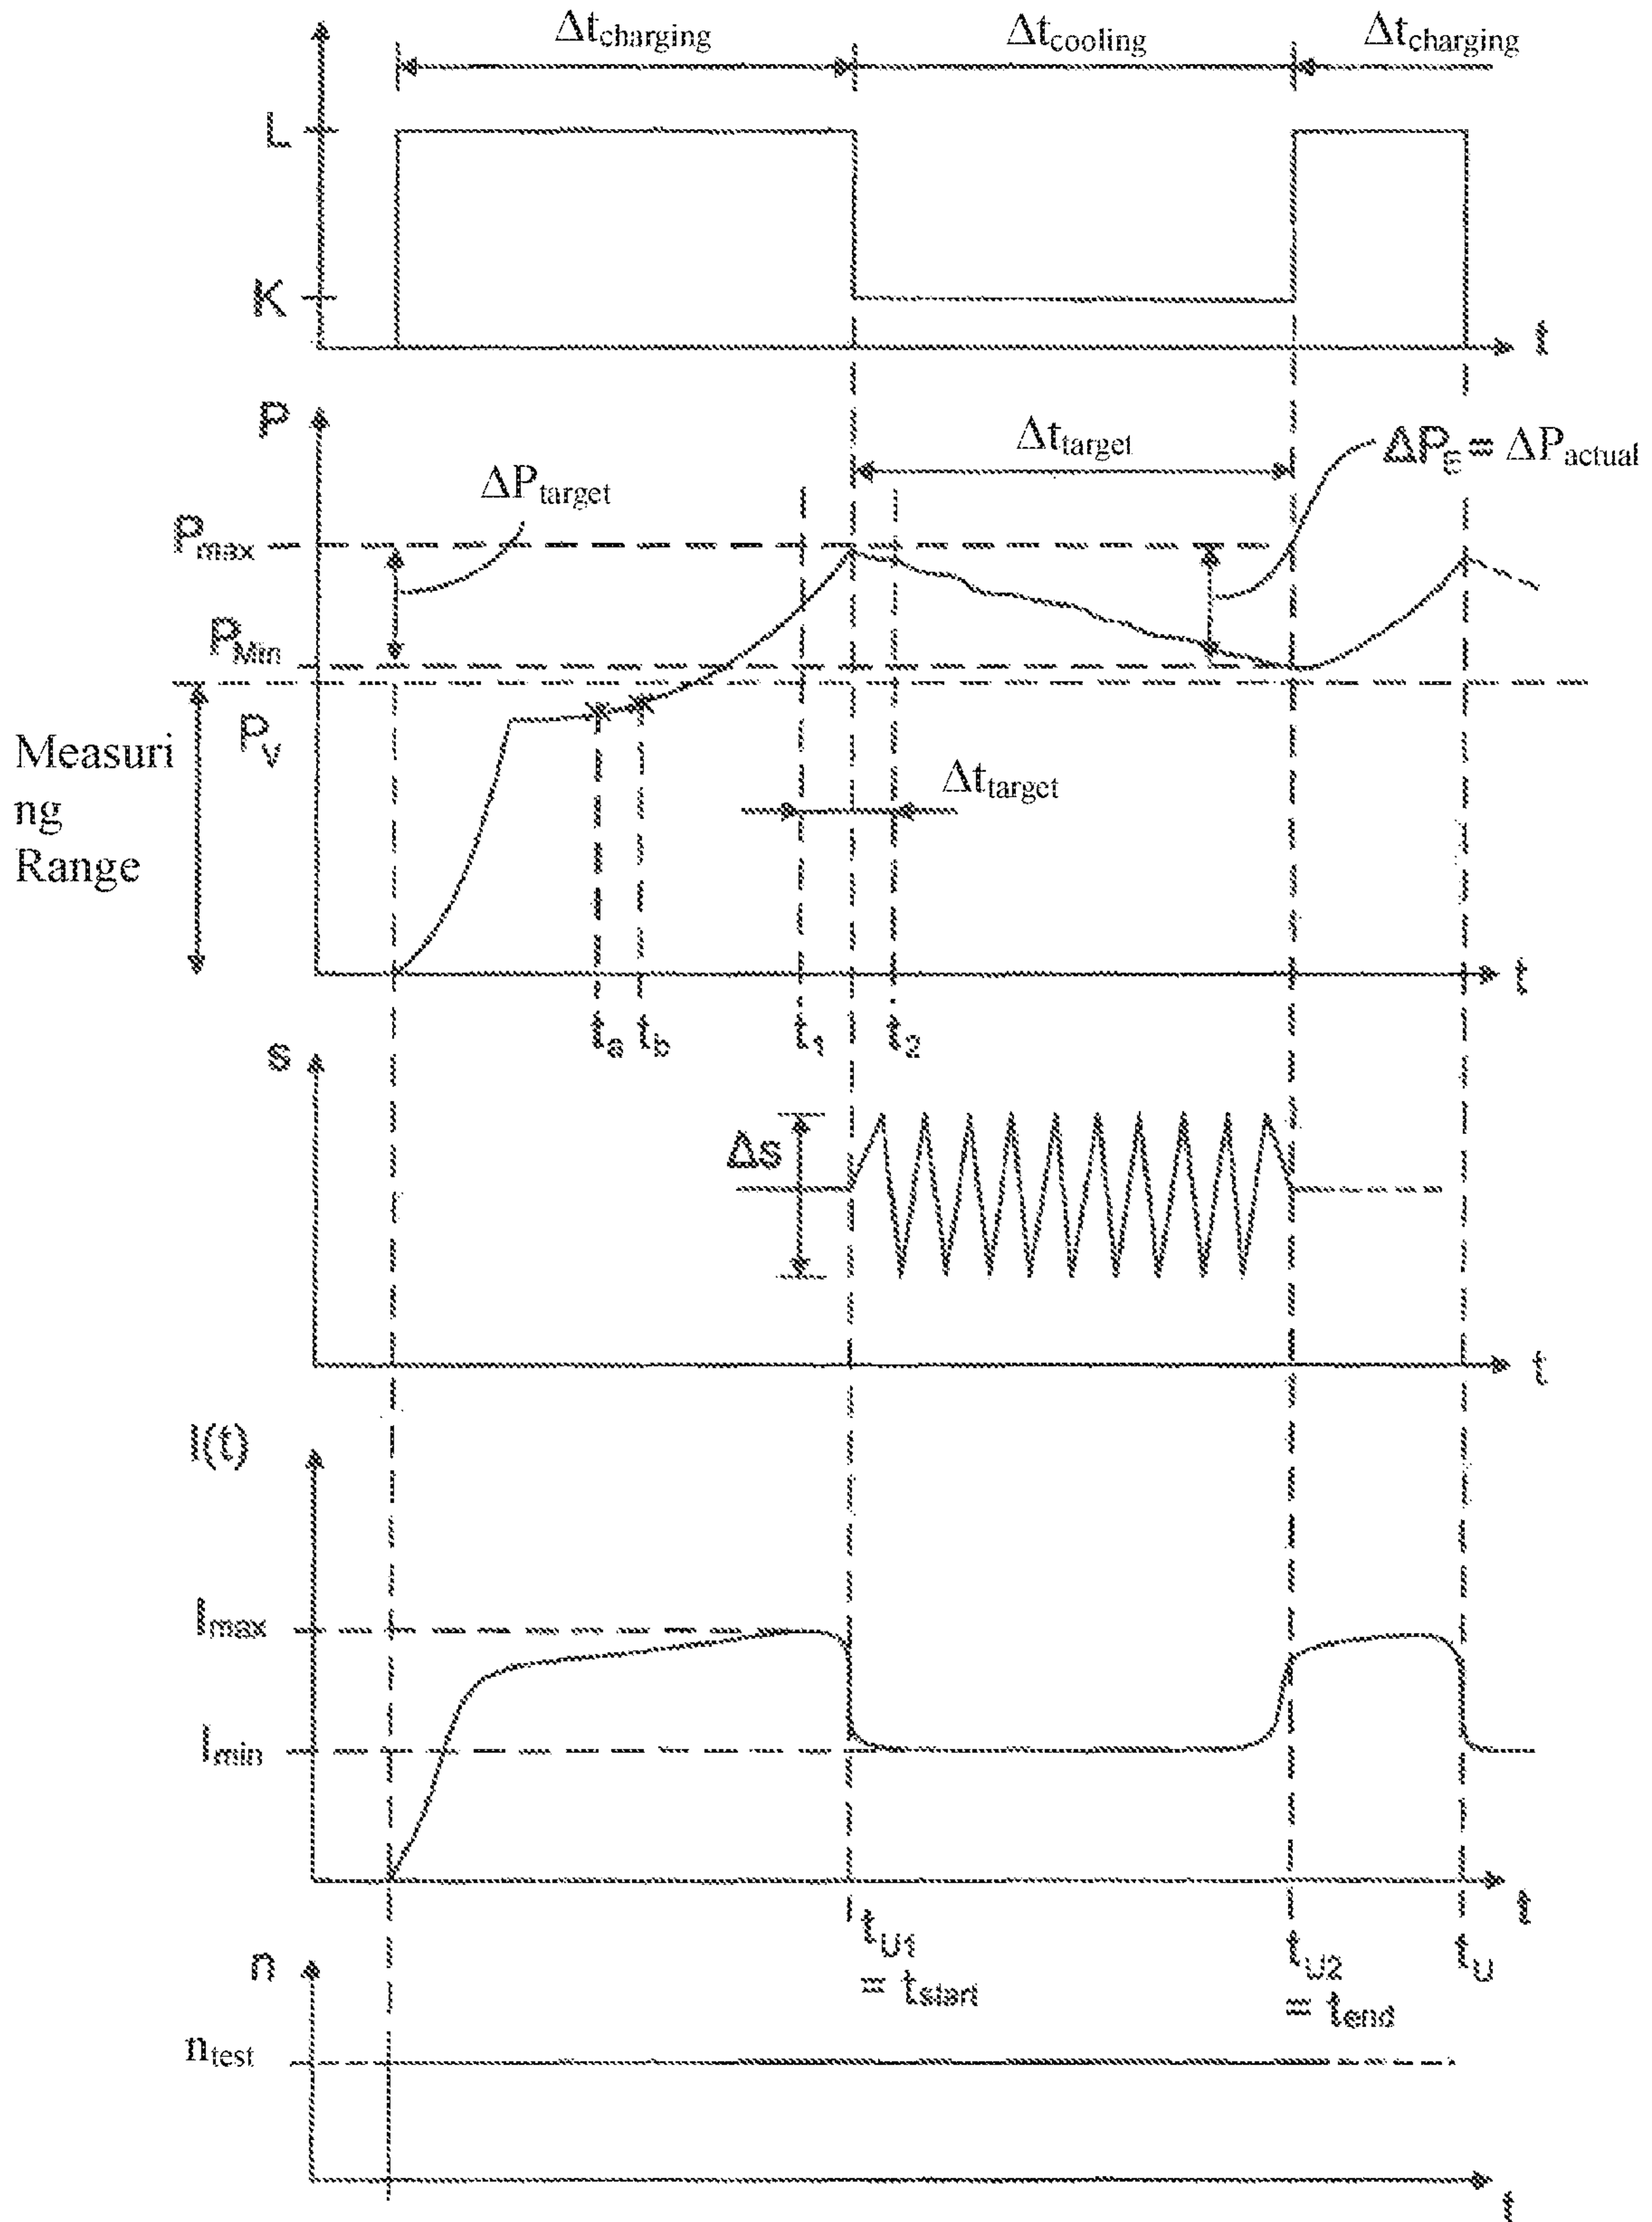 Δtcharging Δtcooling Δtcharging
L
K
t
P
Δttarget
ΔPE = ΔPactual
ΔPtarget
Pmax
PMin
PV
Measuri
ng
Range
Δttarget
t
ta tb t1 t2
s
Δs
t
I(t)
Imax
Imin
t
tU1
= tstart
tU2
= tend
tU
n
ntest
t